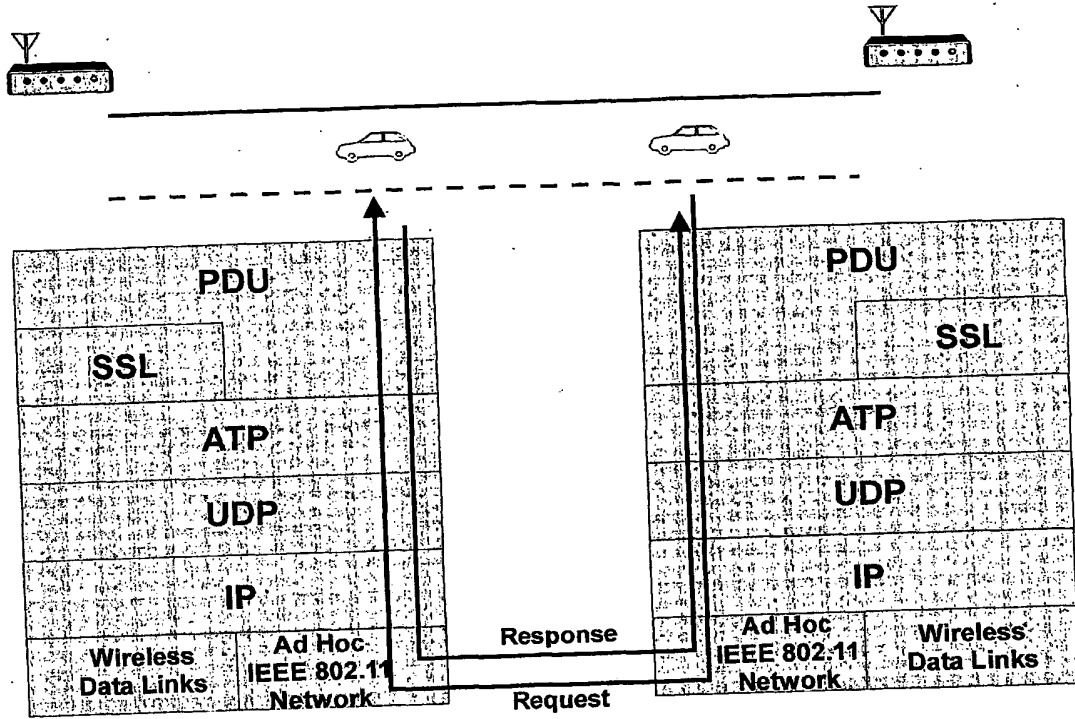 PDU
SSL
ATP
UDP
IP
Wireless
Data Links
Ad Hoc
IEEE 802.11
Network
Response
Request
PDU
SSL
ATP
UDP
IP
Ad Hoc
IEEE 802.11
Network
Wireless
Data Links